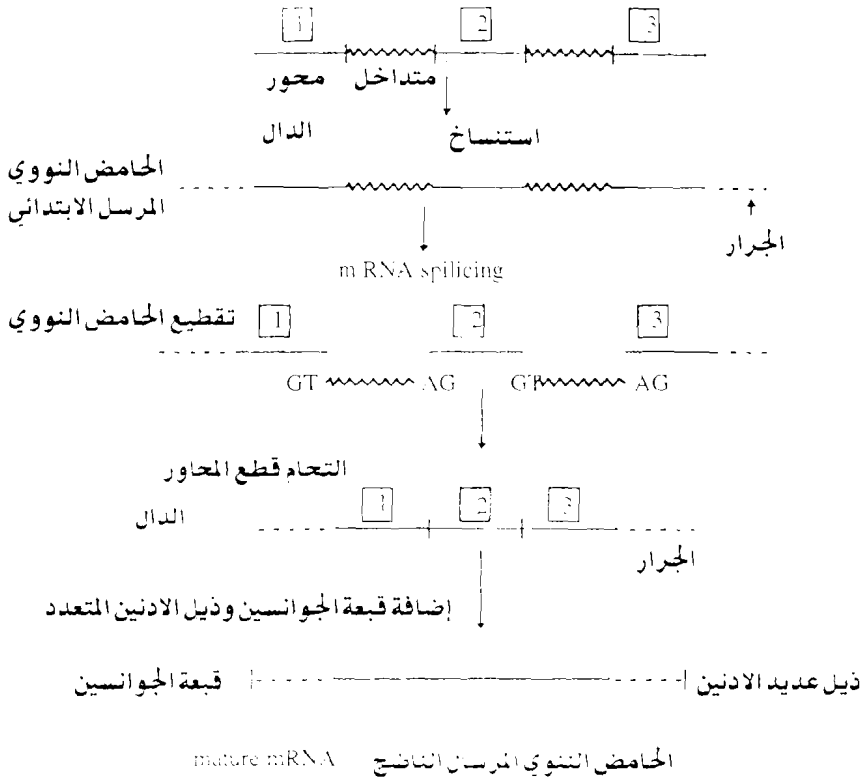 1 2 3
محور متداخل
الدال استنساخ
الحامض النووي
المرسل الابتدائي
الجرار
m RNA spilicing
تقطيع الحامض النووي 1 2 3
GT AG GT AG
التحام قطع المحاور
الدال 1 2 3
الجرار
إضافة قبعة الجوانسين وذيل الادنين المتعدد
قبعة الجوانسين ذيل عديد الادنين
الحامض الننوي المرسل الناضج mature mRNA